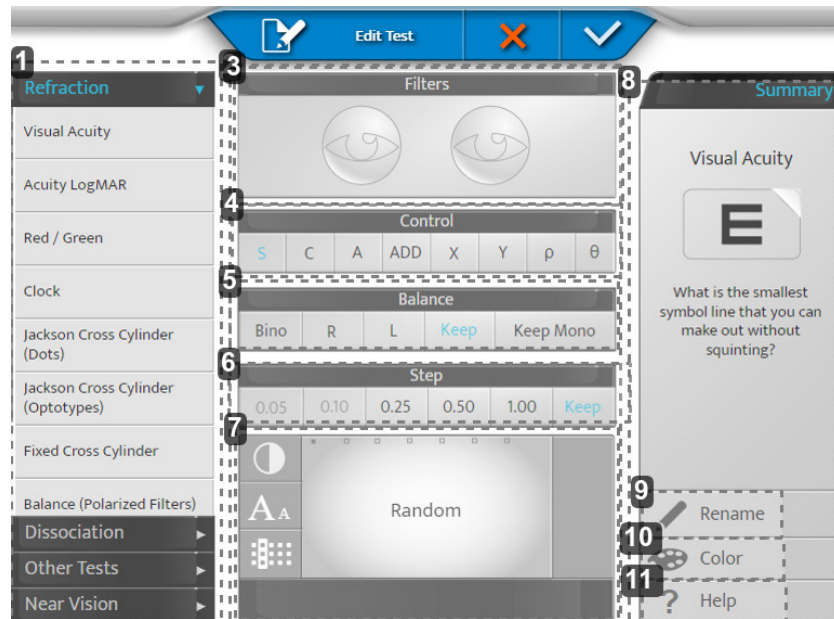 Edit Test
1
Refraction
Visual Acuity
Acuity LogMAR
Red / Green
Clock
Jackson Cross Cylinder
(Dots)
Jackson Cross Cylinder
(Optotypes)
Fixed Cross Cylinder
Balance (Polarized Filters)
Dissociation
Other Tests
Near Vision
3
Filters
4
Control
S C A ADD X Y ρ θ
5
Balance
Bino R L Keep Keep Mono
6
Step
0.05 0.10 0.25 0.50 1.00 Keep
7
A A
Random
8
Summary
Visual Acuity
E
What is the smallest
symbol line that you can
make out without
squinting?
9
Rename
10
Color
11
? Help